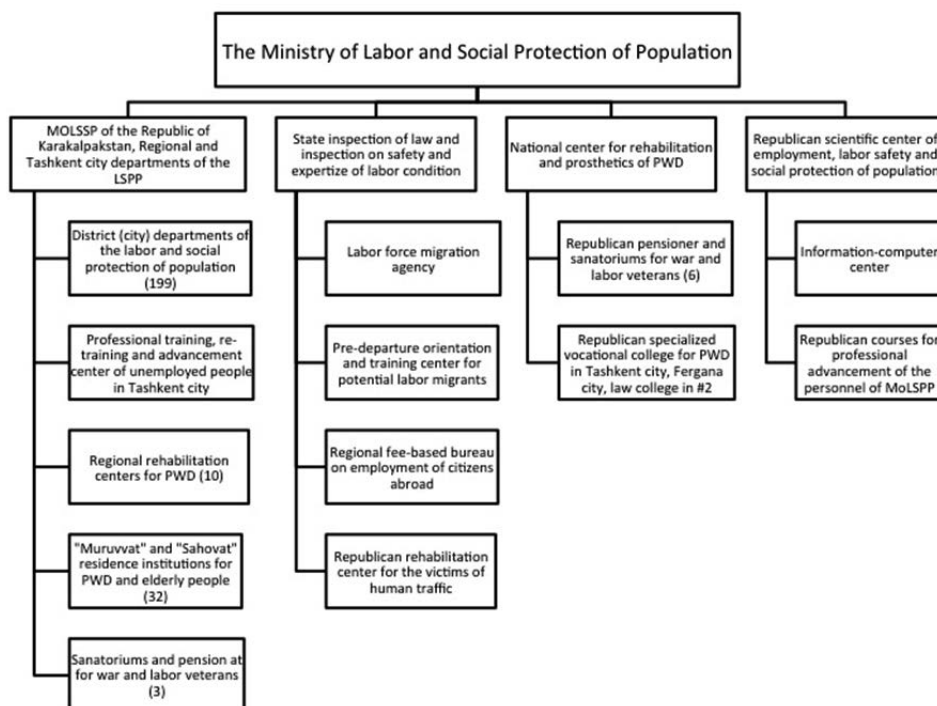 The Ministry of Labor and Social Protection of Population
MOLSSP of the Republic of
Karakalpakstan, Regional and
Tashkent city departments of the
LSPP
District (city) departments of
the labor and social
protection of population
(199)
Professional training, re-
training and advancement
center of unemployed people
in Tashkent city
Regional rehabilitation
centers for PWD (10)
"Muruvvat" and "Sahovat"
residence institutions for
PWD and elderly people
(32)
Sanatoriums and pension at
for war and labor veterans
(3)
State inspection of law and
inspection on safety and
expertize of labor condition
Labor force migration
agency
Pre-departure orientation
and training center for
potential labor migrants
Regional fee-based bureau
on employment of citizens
abroad
Republican rehabilitation
center for the victims of
human traffic
National center for rehabilitation
and prosthetics of PWD
Republican pensioner and
sanatoriums for war and
labor veterans (6)
Republican specialized
vocational college for PWD
in Tashkent city, Fergana
city, law college in #2
Republican scientific center of
employment, labor safety and
social protection of population
Information-computer
center
Republican courses for
professional
advancement of the
personnel of MoLSPP